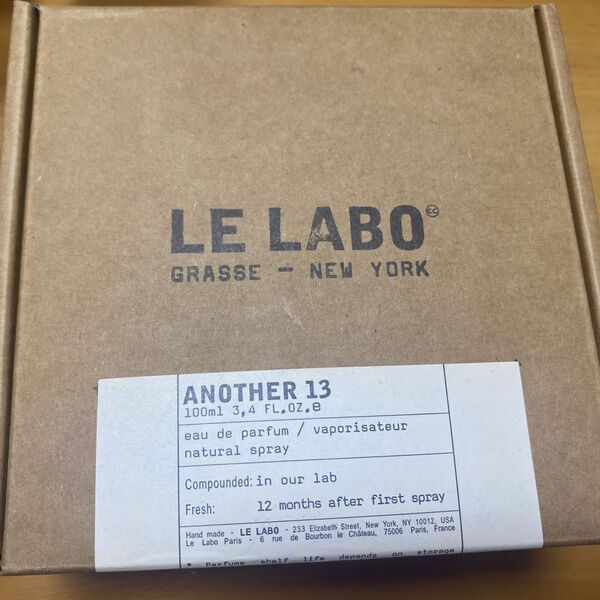 LE LABO
GRASSE - NEW YORK
ANOTHER 13
100ml 3,4 FL.OZ.e
eau de parfum / vaporisateur
natural spray
Compounded: in our lab
Fresh: 12 months after first spray
Hand made - LE LABO - 233 Elizabeth Street, New York, NY 10012, USA
Le Labo Paris - 6 rue de Bourbon le Château, 75006 Paris, France
* Perfume shelf life depends on storage